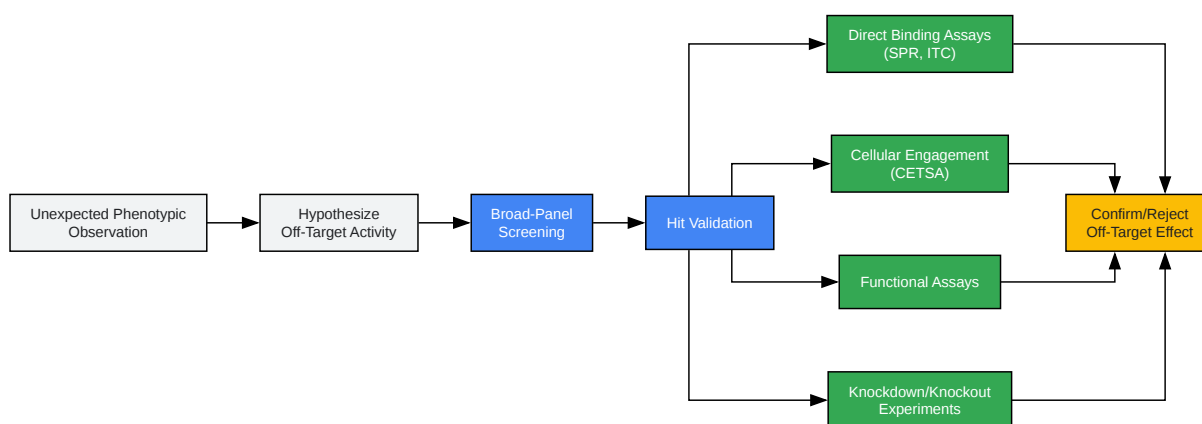 Unexpected Phenotypic
Observation
Hypothesize
Off-Target Activity
Broad-Panel
Screening
Hit Validation
Direct Binding Assays
(SPR, ITC)
Cellular Engagement
(CETSA)
Functional Assays
Knockdown/Knockout
Experiments
Confirm/Reject
Off-Target Effect